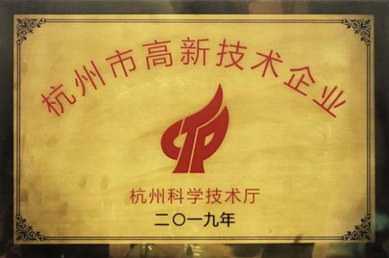 杭州市高新技术企业
杭州科学技术厅
二〇一九年